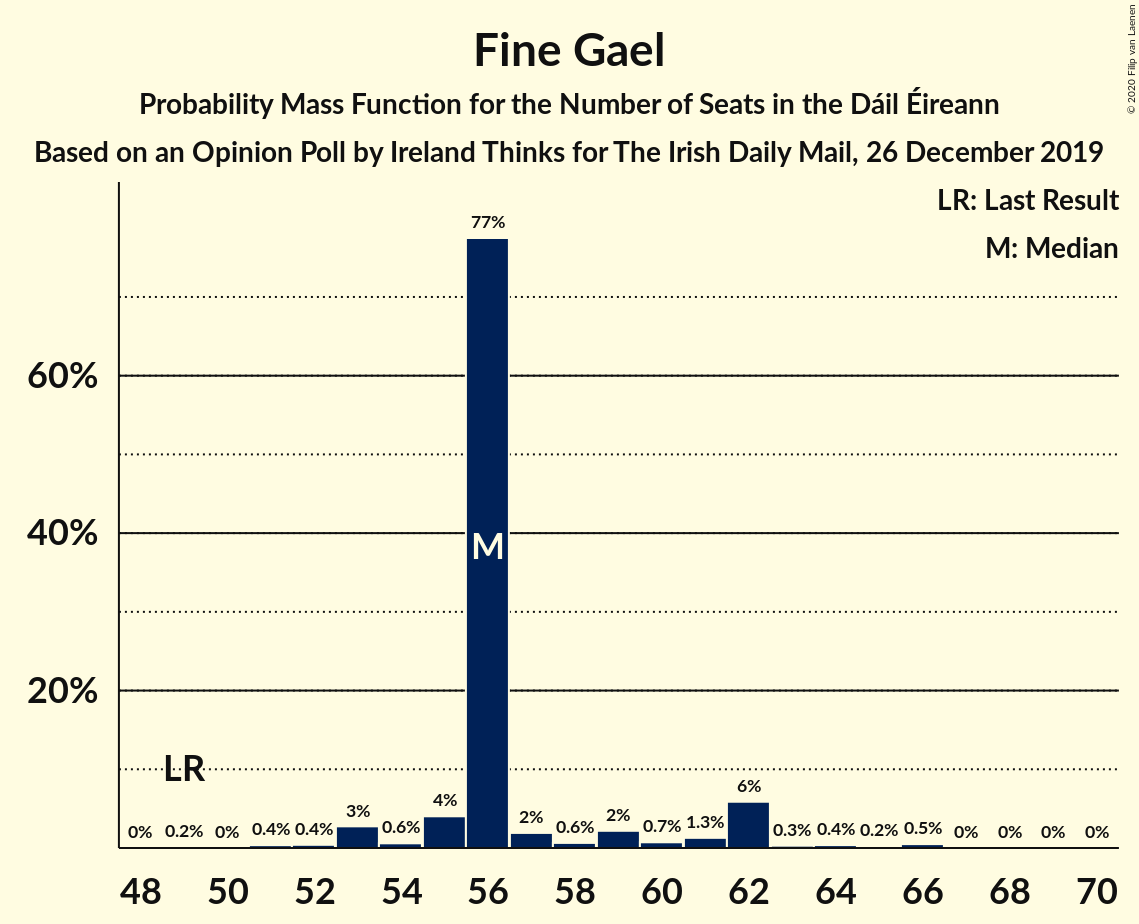 Fine Gael
Probability Mass Function for the Number of Seats in the Dáil Éireann
Based on an Opinion Poll by Ireland Thinks for The Irish Daily Mail, 26 December 2019
© 2020 Filip van Laenen
LR: Last Result
M: Median
60%
40%
20%
LR
M
0% 0.2% 0% 0.4% 0.4% 3% 0.6% 4% 77% 2% 0.6% 2% 0.7% 1.3% 6% 0.3% 0.4% 0.2% 0.5% 0% 0% 0% 0%
48 50 52 54 56 58 60 62 64 66 68 70